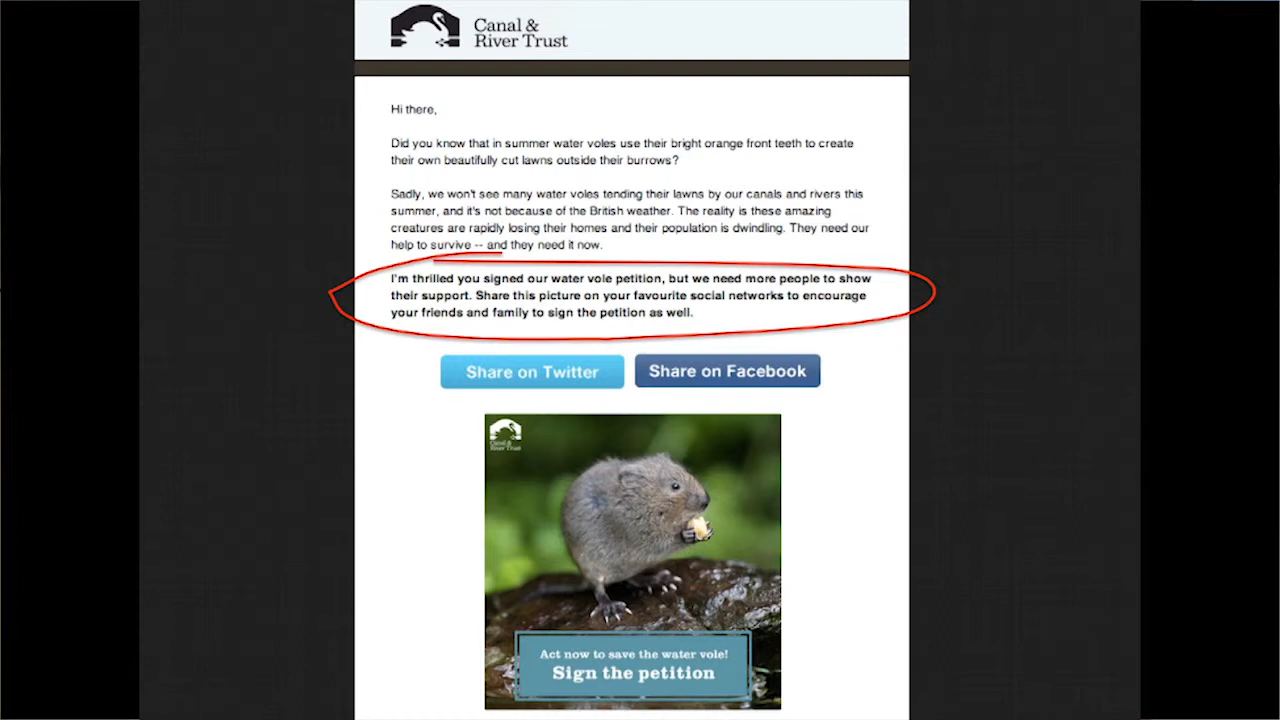 Canal &
River Trust
Hi there,
Did you know that in summer water voles use their bright orange front teeth to create
their own beautifully cut lawns outside their burrows?
Sadly, we won't see many water voles tending their lawns by our canals and rivers this
summer, and it's not because of the British weather. The reality is these amazing
creatures are rapidly losing their homes and their population is dwindling. They need our
help to survive -- and they need it now.
I'm thrilled you signed our water vole petition, but we need more people to show
their support. Share this picture on your favourite social networks to encourage
your friends and family to sign the petition as well.
Share on Twitter
Share on Facebook
Canal &
River Trust
Act now to save the water vole!
Sign the petition